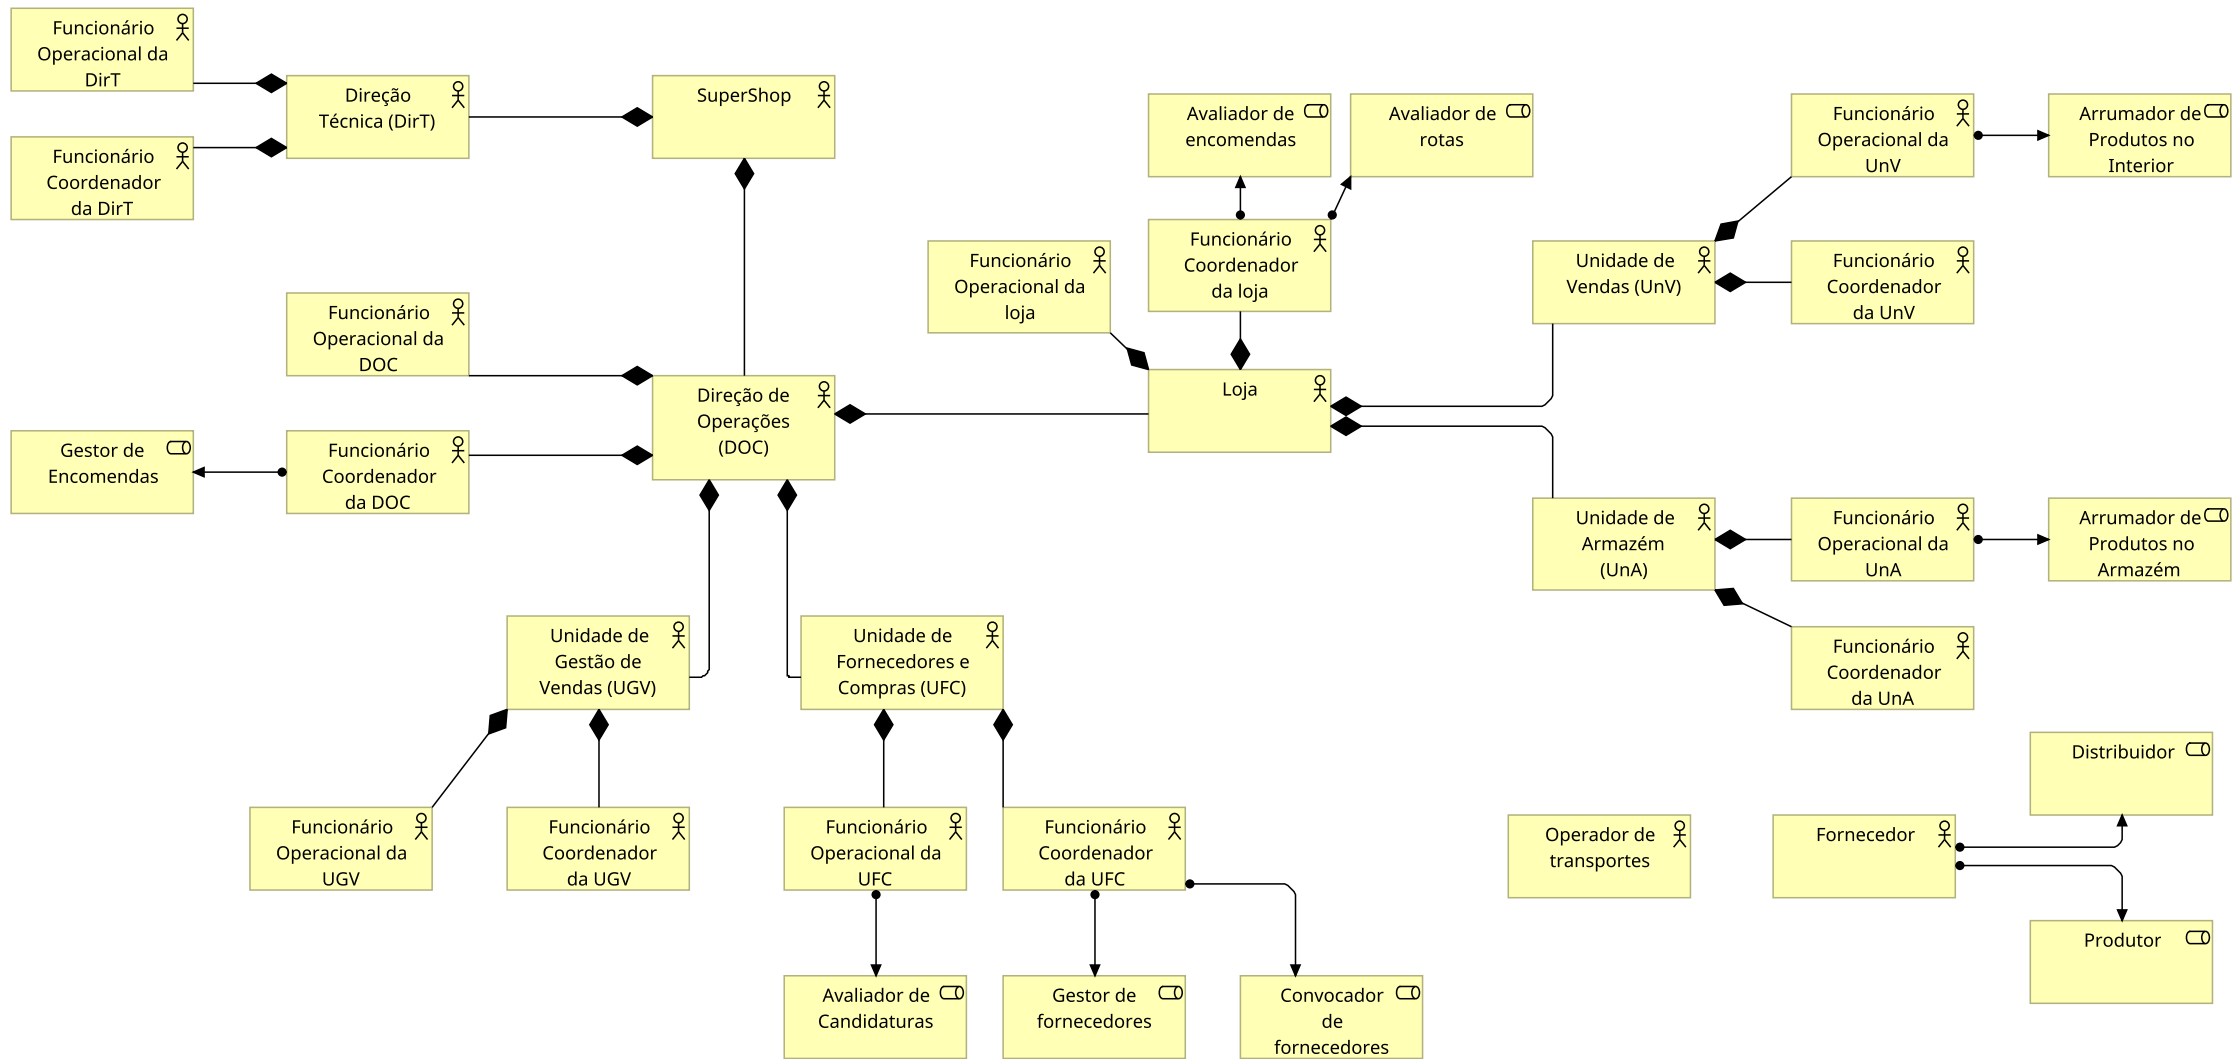 Funcionário
Operacional da
DirT
Direção
Técnica (DirT)
SuperShop
Funcionário
Coordenador
da DirT
Avaliador de
encomendas
Avaliador de
rotas
Funcionário
Operacional da
UnV
Arrumador de
Produtos no
Interior
Funcionário
Operacional da
loja
Funcionário
Coordenador
da loja
Unidade de
Vendas (UnV)
Funcionário
Coordenador
da UnV
Funcionário
Operacional da
DOC
Direção de
Operações
(DOC)
Loja
Gestor de
Encomendas
Funcionário
Coordenador
da DOC
Unidade de
Armazém
(UnA)
Funcionário
Operacional da
UnA
Arrumador de
Produtos no
Armazém
Unidade de
Gestão de
Vendas (UGV)
Unidade de
Fornecedores e
Compras (UFC)
Funcionário
Coordenador
da UnA
Distribuidor
Funcionário
Operacional da
UGV
Funcionário
Coordenador
da UGV
Funcionário
Operacional da
UFC
Funcionário
Coordenador
da UFC
Operador de
transportes
Fornecedor
Produtor
Avaliador de
Candidaturas
Gestor de
fornecedores
Convocador
de
fornecedores